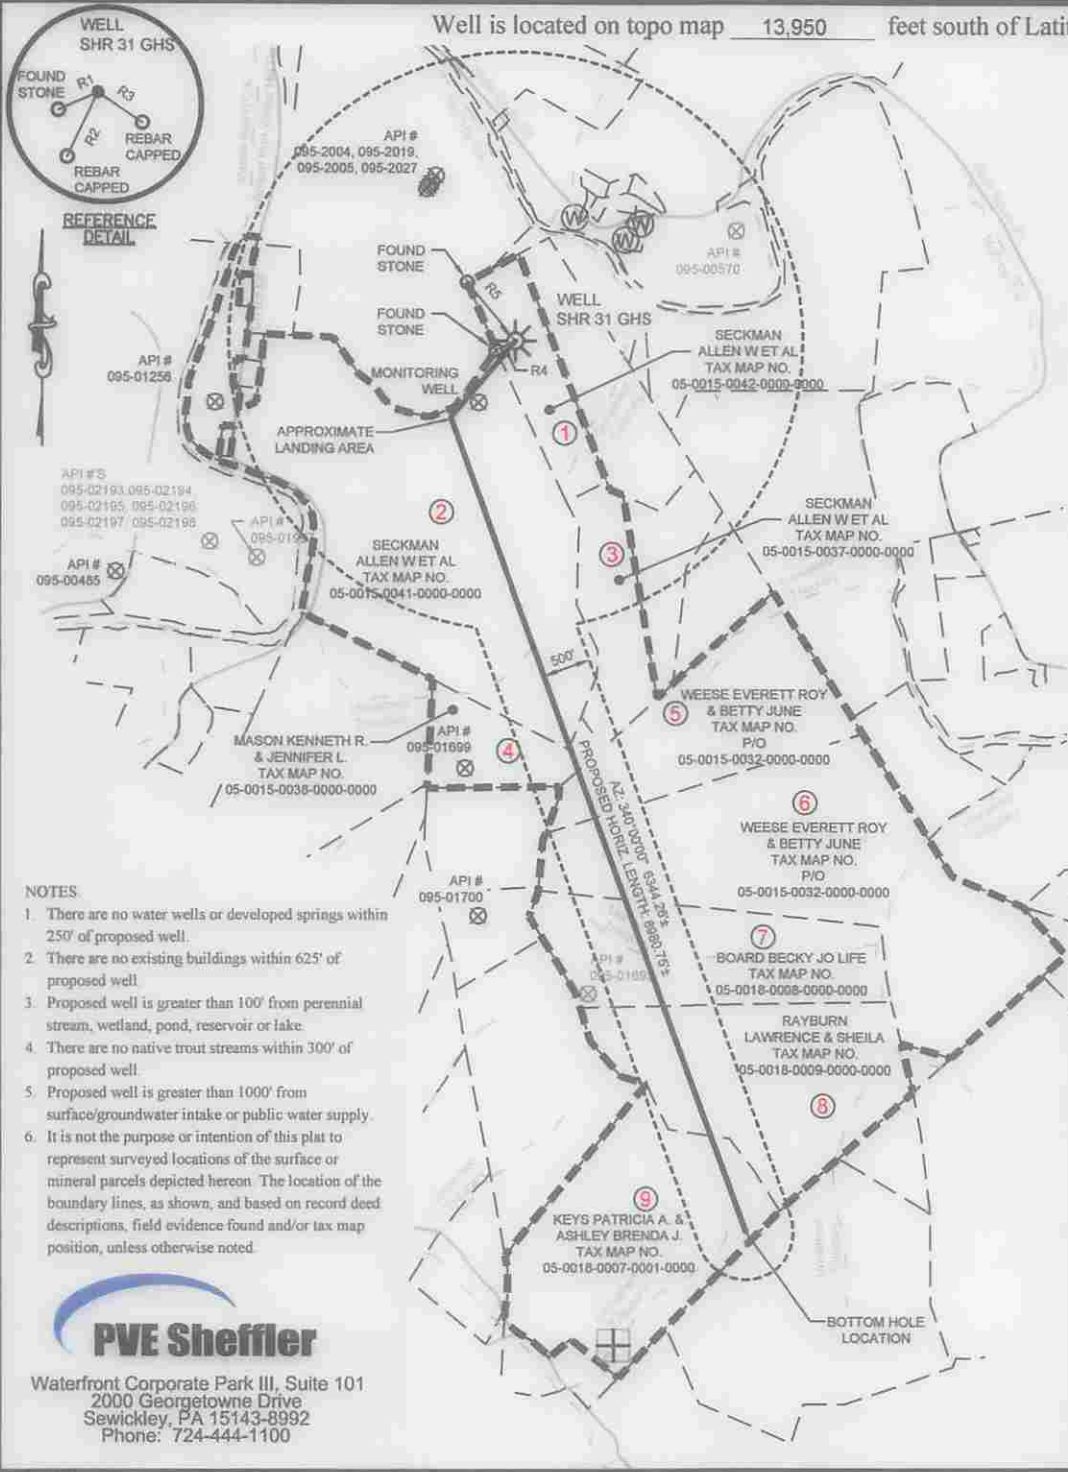 Well is located on topo map 13,950 feet south of Lati
WELL
SHR 31 GHS
FOUND
STONE
R1
R3
R2
REBAR
CAPPED
REBAR
CAPPED
REFERENCE
DETAIL
API #
095-2004, 095-2019,
095-2005, 095-2027
W
W
W
API #
095-00570
FOUND
STONE
R5
WELL
SHR 31 GHS
FOUND
STONE
R4
SECKMAN
ALLEN W ET AL
TAX MAP NO.
05-0015-0042-0000-0000
API #
095-01256
MONITORING
WELL
APPROXIMATE
LANDING AREA
1
API #'S
095-02193, 095-02194
095-02195, 095-02196
095-02197, 095-02198
API #
2
SECKMAN
ALLEN W ET AL
TAX MAP NO.
05-0015-0037-0000-0000
3
API #
095-00485
SECKMAN
ALLEN W ET AL
TAX MAP NO.
05-0015-0041-0000-0000
500'
WEESE EVERETT ROY
& BETTY JUNE
TAX MAP NO.
P/O
05-0015-0032-0000-0000
5
MASON KENNETH R.
& JENNIFER L.
TAX MAP NO.
05-0015-0038-0000-0000
API #
095-01699
4
AZ: 340°00'00" 6344.26'±
PROPOSED HORIZ. LENGTH: 6980.75'±
6
WEESE EVERETT ROY
& BETTY JUNE
TAX MAP NO.
P/O
05-0015-0032-0000-0000
API #
095-01700
API #
7
BOARD BECKY JO LIFE
TAX MAP NO.
05-0018-0008-0000-0000
RAYBURN
LAWRENCE & SHEILA
TAX MAP NO.
05-0018-0009-0000-0000
8
NOTES
1. There are no water wells or developed springs within
250' of proposed well.
2. There are no existing buildings within 625' of
proposed well.
3. Proposed well is greater than 100' from perennial
stream, wetland, pond, reservoir or lake.
4. There are no native trout streams within 300' of
proposed well.
5. Proposed well is greater than 1000' from
surface/groundwater intake or public water supply.
6. It is not the purpose or intention of this plat to
represent surveyed locations of the surface or
mineral parcels depicted hereon. The location of the
boundary lines, as shown, and based on record deed
descriptions, field evidence found and/or tax map
position, unless otherwise noted.
9
KEYS PATRICIA A. &
ASHLEY BRENDA J.
TAX MAP NO.
05-0018-0007-0001-0000
BOTTOM HOLE
LOCATION
PVE Sheffler
Waterfront Corporate Park III, Suite 101
2000 Georgetowne Drive
Sewickley, PA 15143-8992
Phone: 724-444-1100